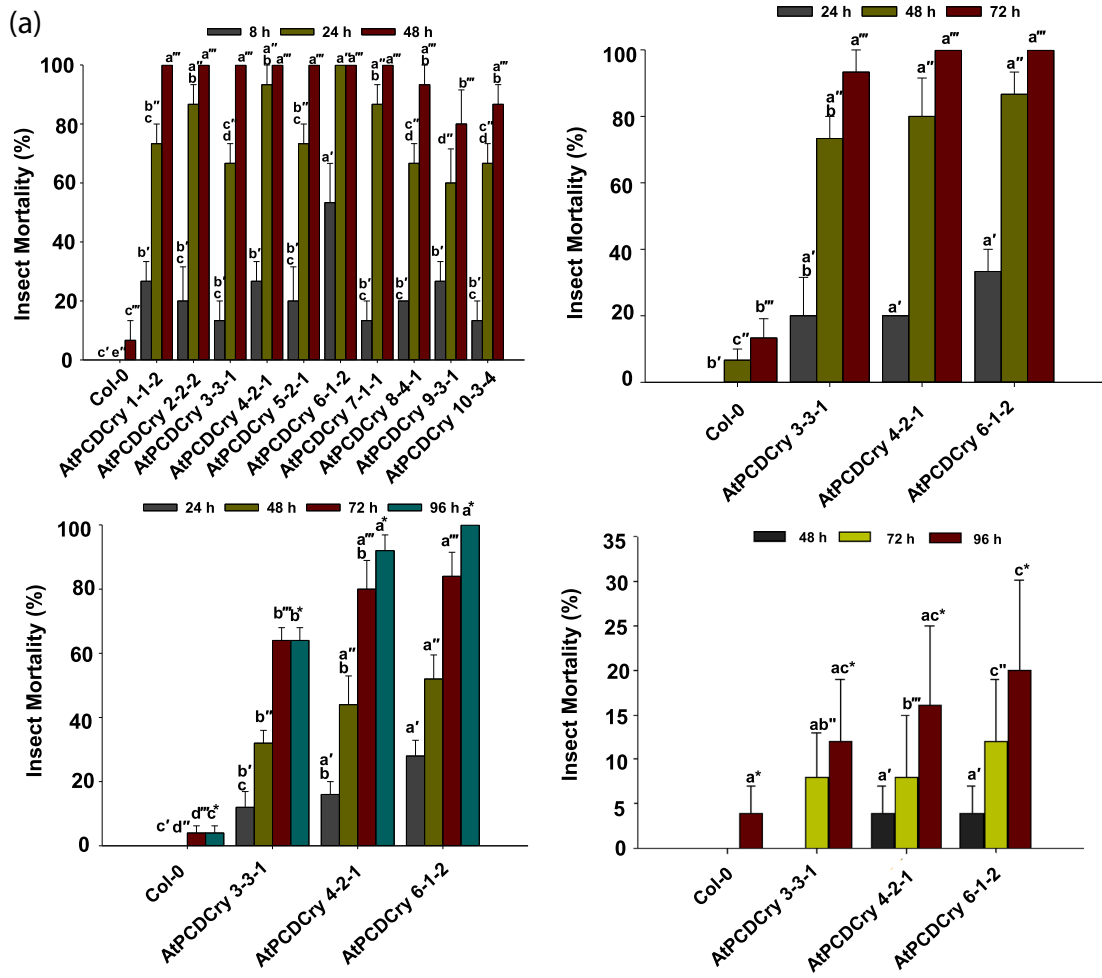 (a)
8 h 24 h 48 h
Insect Mortality (%)
100
80
60
40
20
0
c′ e″ c‴
b′ c b″ c a‴
b′ c a″ b a‴
b′ c c″ d a‴
b′ c a″ b a‴
b′ c b″ c a‴
a′ a″ a‴
b′ c a″ b a‴
b′ c c″ d a‴ b
b′ c d″ b‴
b′ c c″ d a‴ b
Col-0
AtPCDCry 1-1-2
AtPCDCry 2-2-2
AtPCDCry 3-3-1
AtPCDCry 4-2-1
AtPCDCry 5-2-1
AtPCDCry 6-1-2
AtPCDCry 7-1-1
AtPCDCry 8-4-1
AtPCDCry 9-3-1
AtPCDCry 10-3-4
24 h 48 h 72 h
Insect Mortality (%)
100
80
60
40
20
0
b′ c″ b‴
a′ b a″ b a‴
a′ a″ a‴
a′ a″ a‴
Col-0
AtPCDCry 3-3-1
AtPCDCry 4-2-1
AtPCDCry 6-1-2
24 h 48 h 72 h 96 h
Insect Mortality (%)
100
80
60
40
20
0
c′ d″ d‴ c*
b′ c b″ b‴ b*
a′ b a″ b a‴ b a*
a′ a″ a‴ a*
Col-0
AtPCDCry 3-3-1
AtPCDCry 4-2-1
AtPCDCry 6-1-2
48 h 72 h 96 h
Insect Mortality (%)
35
30
25
20
15
10
5
0
a*
ab″ ac*
a′ b‴ ac*
a′ c″ c*
Col-0
AtPCDCry 3-3-1
AtPCDCry 4-2-1
AtPCDCry 6-1-2